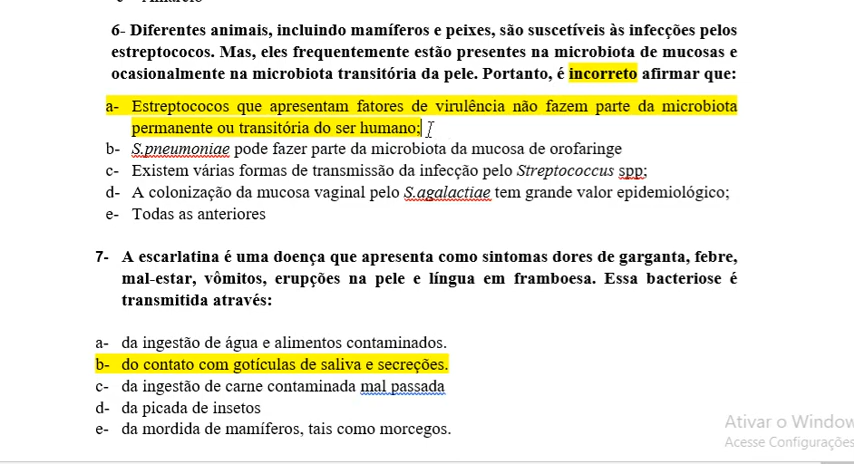 6- Diferentes animais, incluindo mamíferos e peixes, são suscetíveis às infecções pelos
estreptococos. Mas, eles frequentemente estão presentes na microbiota de mucosas e
ocasionalmente na microbiota transitória da pele. Portanto, é incorreto afirmar que:
a- Estreptococos que apresentam fatores de virulência não fazem parte da microbiota
permanente ou transitória do ser humano;
b- S.pneumoniae pode fazer parte da microbiota da mucosa de orofaringe
c- Existem várias formas de transmissão da infecção pelo Streptococcus spp;
d- A colonização da mucosa vaginal pelo S.agalactiae tem grande valor epidemiológico;
e- Todas as anteriores
7- A escarlatina é uma doença que apresenta como sintomas dores de garganta, febre,
mal-estar, vômitos, erupções na pele e língua em framboesa. Essa bacteriose é
transmitida através:
a- da ingestão de água e alimentos contaminados.
b- do contato com gotículas de saliva e secreções.
c- da ingestão de carne contaminada mal passada
d- da picada de insetos
e- da mordida de mamíferos, tais como morcegos.
Ativar o Window
Acesse Configurações